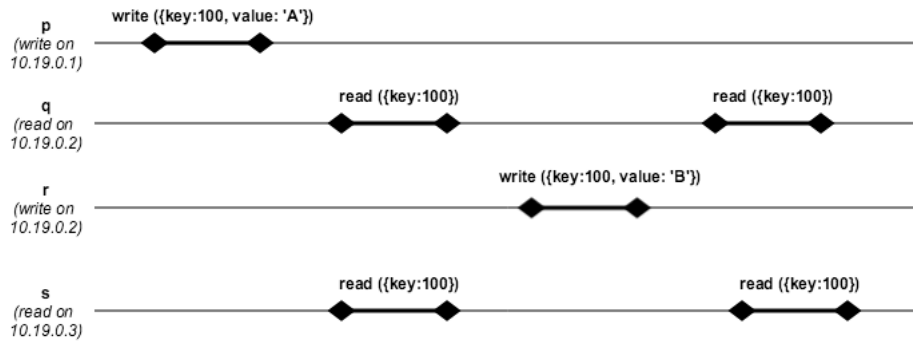 write ({key:100, value: 'A'})
p
(write on
10.19.0.1)
read ({key:100})
read ({key:100})
q
(read on
10.19.0.2)
write ({key:100, value: 'B'})
r
(write on
10.19.0.2)
read ({key:100})
read ({key:100})
s
(read on
10.19.0.3)